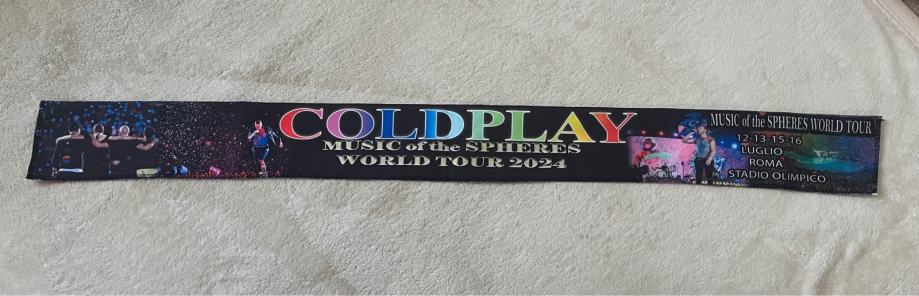 COLDPLAY
MUSIC of the SPHERES
WORLD TOUR 2024
MUSIC of the SPHERES WORLD TOUR
12-13-15-16
LUGLIO
ROMA
STADIO OLIMPICO